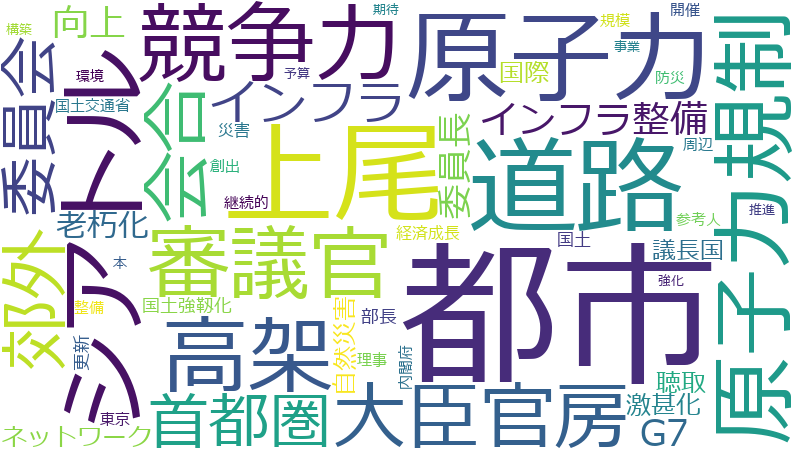 構築
向上
競争力
期待
原子力
規模
開催
原子力規制
委員会
シアトル
環境
予算
国際
事業
防災
国土交通省
会合
インフラ
インフラ整備
災害
委員長
周辺
創出
上尾
道路
継続的
参考人
推進
老朽化
経済成長
国土
議長国
郊外
審議官
都市
本
強化
国土強靱化
自然災害
整備
部長
高架
更新
理事
内閣府
聴取
東京
首都圏
大臣官房
激甚化
G7
ネットワーク